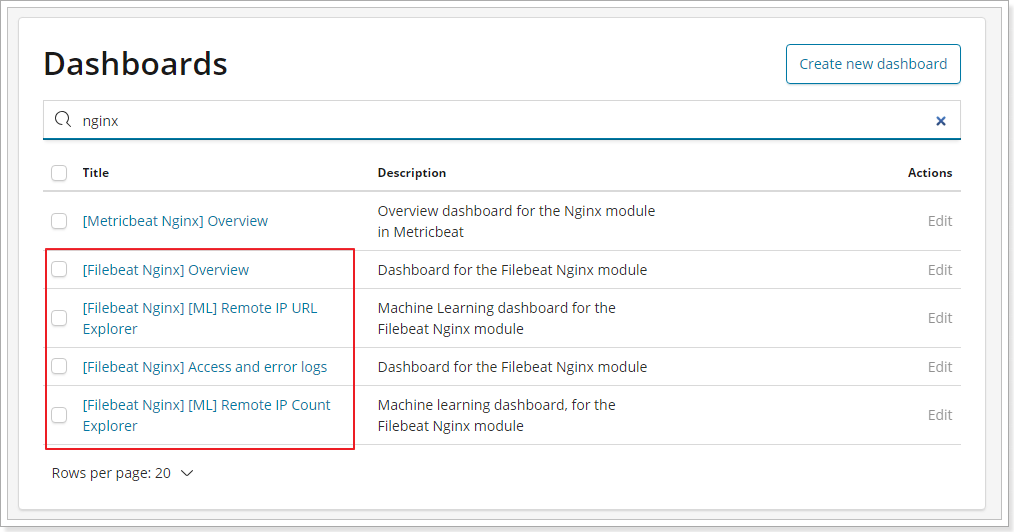 Dashboards
Create new dashboard
nginx
Title Description Actions
[Metricbeat Nginx] Overview
Overview dashboard for the Nginx module
in Metricbeat
Edit
[Filebeat Nginx] Overview
Dashboard for the Filebeat Nginx module
Edit
[Filebeat Nginx] [ML] Remote IP URL
Explorer
Machine Learning dashboard for the
Filebeat Nginx module
Edit
[Filebeat Nginx] Access and error logs
Dashboard for the Filebeat Nginx module
Edit
[Filebeat Nginx] [ML] Remote IP Count
Explorer
Machine learning dashboard, for the
Filebeat Nginx module
Edit
Rows per page: 20